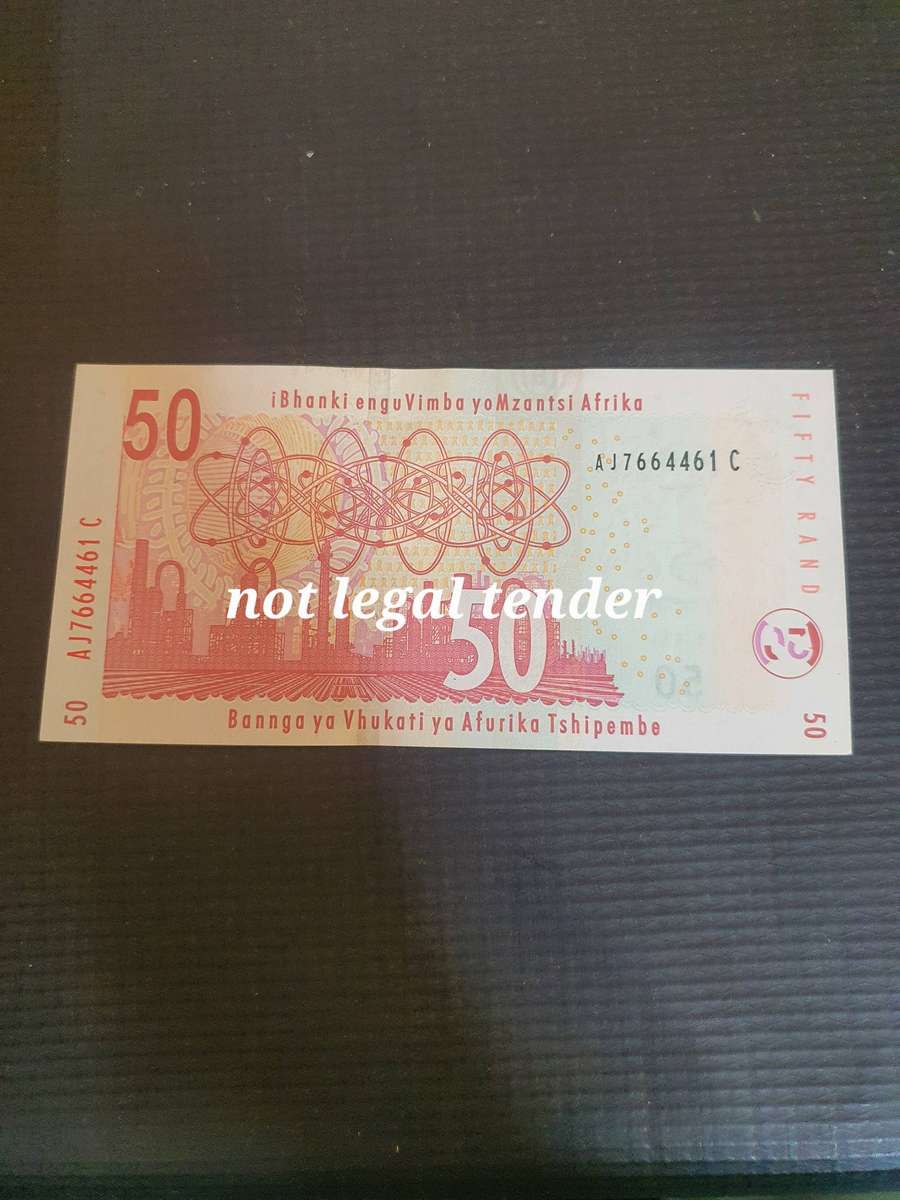 50
iBhanki enguVimba yoMzantsi Afrika
AJ7664461 C
FIFTY RAND
AJ7664461 C
not legal tender
50
50
Bannga ya Vhukati ya Afurika Tshipembe
50
50